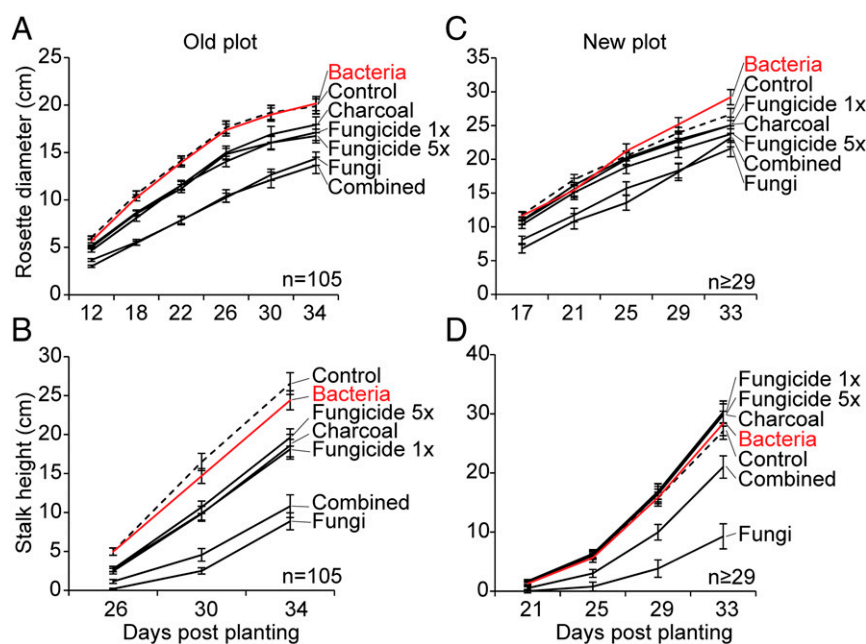 A
Old plot
Rosette diameter (cm)
25
20
15
10
5
0
12 18 22 26 30 34
Bacteria
Control
Charcoal
Fungicide 1x
Fungicide 5x
Fungi
Combined
n=105
C
New plot
35
30
25
20
15
10
5
0
17 21 25 29 33
Bacteria
Control
Fungicide 1x
Charcoal
Fungicide 5x
Combined
Fungi
n≥29
B
Stalk height (cm)
30
25
20
15
10
5
0
26 30 34
Control
Bacteria
Fungicide 5x
Charcoal
Fungicide 1x
Combined
Fungi
n=105
Days post planting
D
40
30
20
10
0
21 25 29 33
Fungicide 1x
Fungicide 5x
Charcoal
Bacteria
Control
Combined
Fungi
n≥29
Days post planting